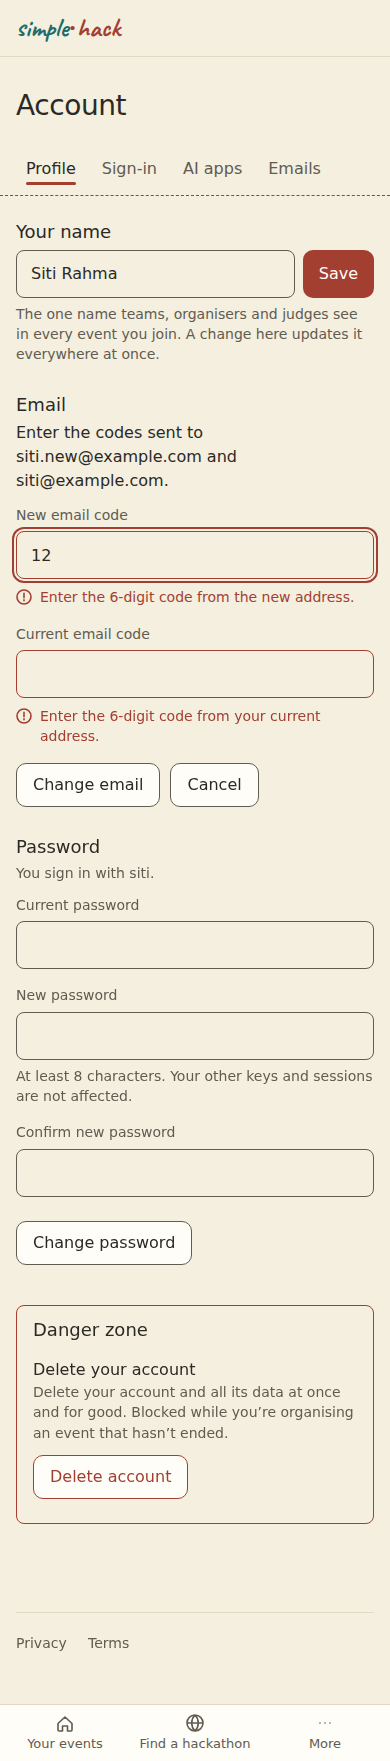 simple·hack
Account
Profile Sign-in AI apps Emails
Your name
Siti Rahma
Save
The one name teams, organisers and judges see
in every event you join. A change here updates it
everywhere at once.
Email
Enter the codes sent to
siti.new@example.com and
siti@example.com.
New email code
12
Enter the 6-digit code from the new address.
Current email code
Enter the 6-digit code from your current
address.
Change email Cancel
Password
You sign in with siti.
Current password
New password
At least 8 characters. Your other keys and sessions
are not affected.
Confirm new password
Change password
Danger zone
Delete your account
Delete your account and all its data at once
and for good. Blocked while you’re organising
an event that hasn’t ended.
Delete account
Privacy Terms
Your events Find a hackathon More